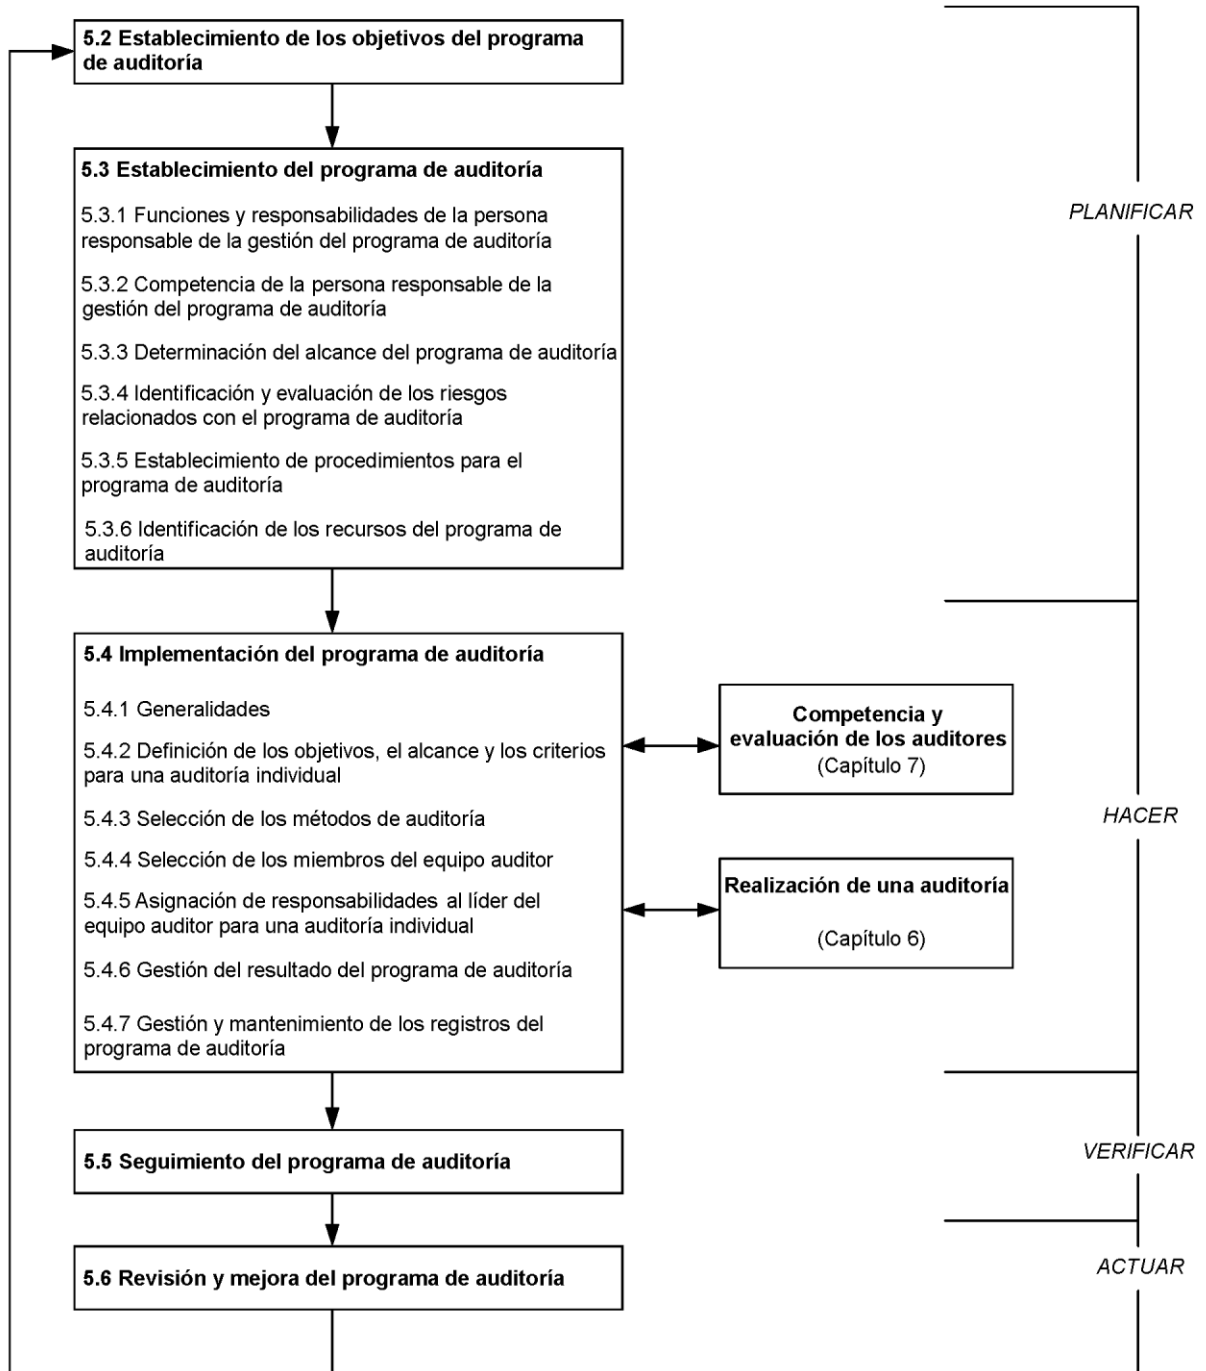 5.2 Establecimiento de los objetivos del programa
de auditoría
5.3 Establecimiento del programa de auditoría
5.3.1 Funciones y responsabilidades de la persona
responsable de la gestión del programa de auditoría
5.3.2 Competencia de la persona responsable de la
gestión del programa de auditoría
5.3.3 Determinación del alcance del programa de auditoría
5.3.4 Identificación y evaluación de los riesgos
relacionados con el programa de auditoría
5.3.5 Establecimiento de procedimientos para el
programa de auditoría
5.3.6 Identificación de los recursos del programa de
auditoría
PLANIFICAR
5.4 Implementación del programa de auditoría
5.4.1 Generalidades
5.4.2 Definición de los objetivos, el alcance y los criterios
para una auditoría individual
5.4.3 Selección de los métodos de auditoría
5.4.4 Selección de los miembros del equipo auditor
5.4.5 Asignación de responsabilidades al líder del
equipo auditor para una auditoría individual
5.4.6 Gestión del resultado del programa de auditoría
5.4.7 Gestión y mantenimiento de los registros del
programa de auditoría
Competencia y
evaluación de los auditores
(Capítulo 7)
Realización de una auditoría
(Capítulo 6)
HACER
5.5 Seguimiento del programa de auditoría
VERIFICAR
5.6 Revisión y mejora del programa de auditoría
ACTUAR